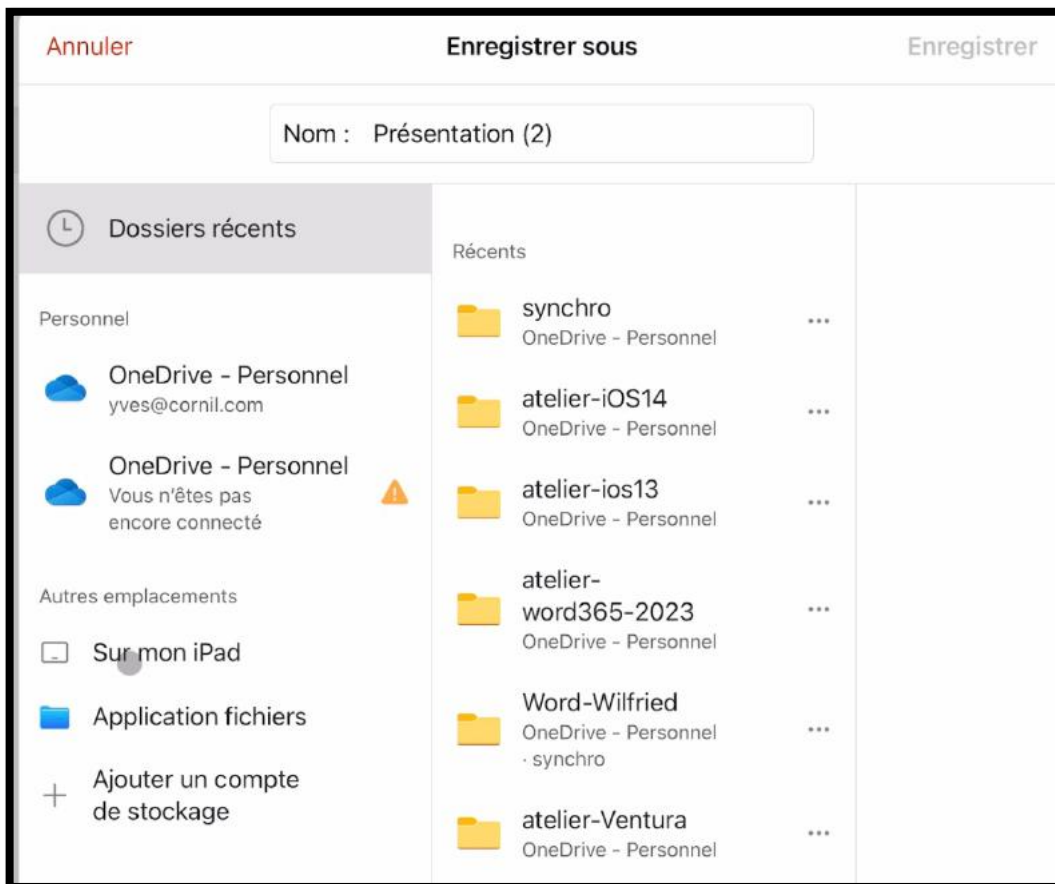 Annuler
Enregistrer sous
Enregistrer
Nom : Présentation (2)
Dossiers récents
Personnel
OneDrive - Personnel
yves@cornil.com
OneDrive - Personnel
Vous n'êtes pas
encore connecté
Autres emplacements
Sur mon iPad
Application fichiers
Ajouter un compte
de stockage
Récents
synchro
OneDrive - Personnel
atelier-iOS14
OneDrive - Personnel
atelier-ios13
OneDrive - Personnel
atelier-
word365-2023
OneDrive - Personnel
Word-Wilfried
OneDrive - Personnel
· synchro
atelier-Ventura
OneDrive - Personnel